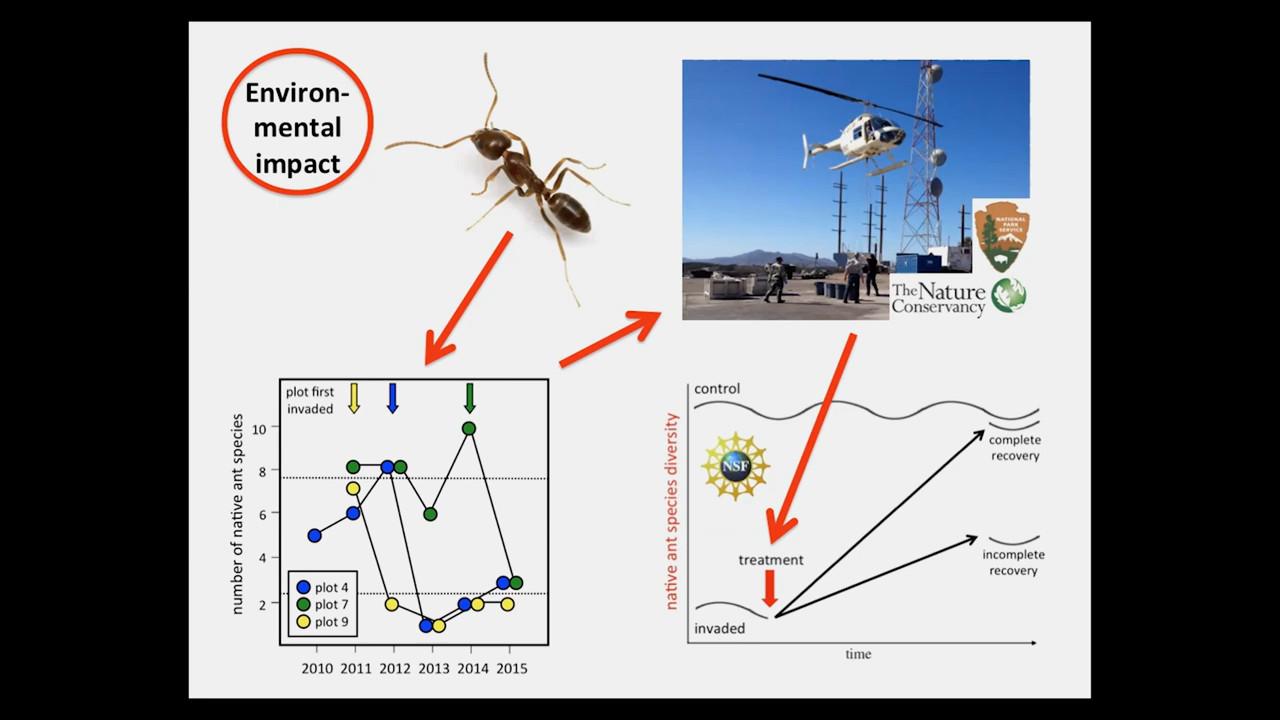 Environ-
mental
impact
NATIONAL
PARK
SERVICE
The Nature
Conservancy
plot first
invaded
number of native ant species
10
8
6
4
2
plot 4
plot 7
plot 9
2010 2011 2012 2013 2014 2015
control
native ant species diversity
NSF
complete
recovery
treatment
incomplete
recovery
invaded
time